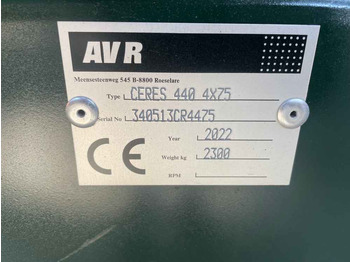 AVR
Meensesteenweg 545 B-8800 Roeselare
Type CERES 440 4X75
Serial No 340513CR4475
Year 2022
CE Weight kg 2300
RPM